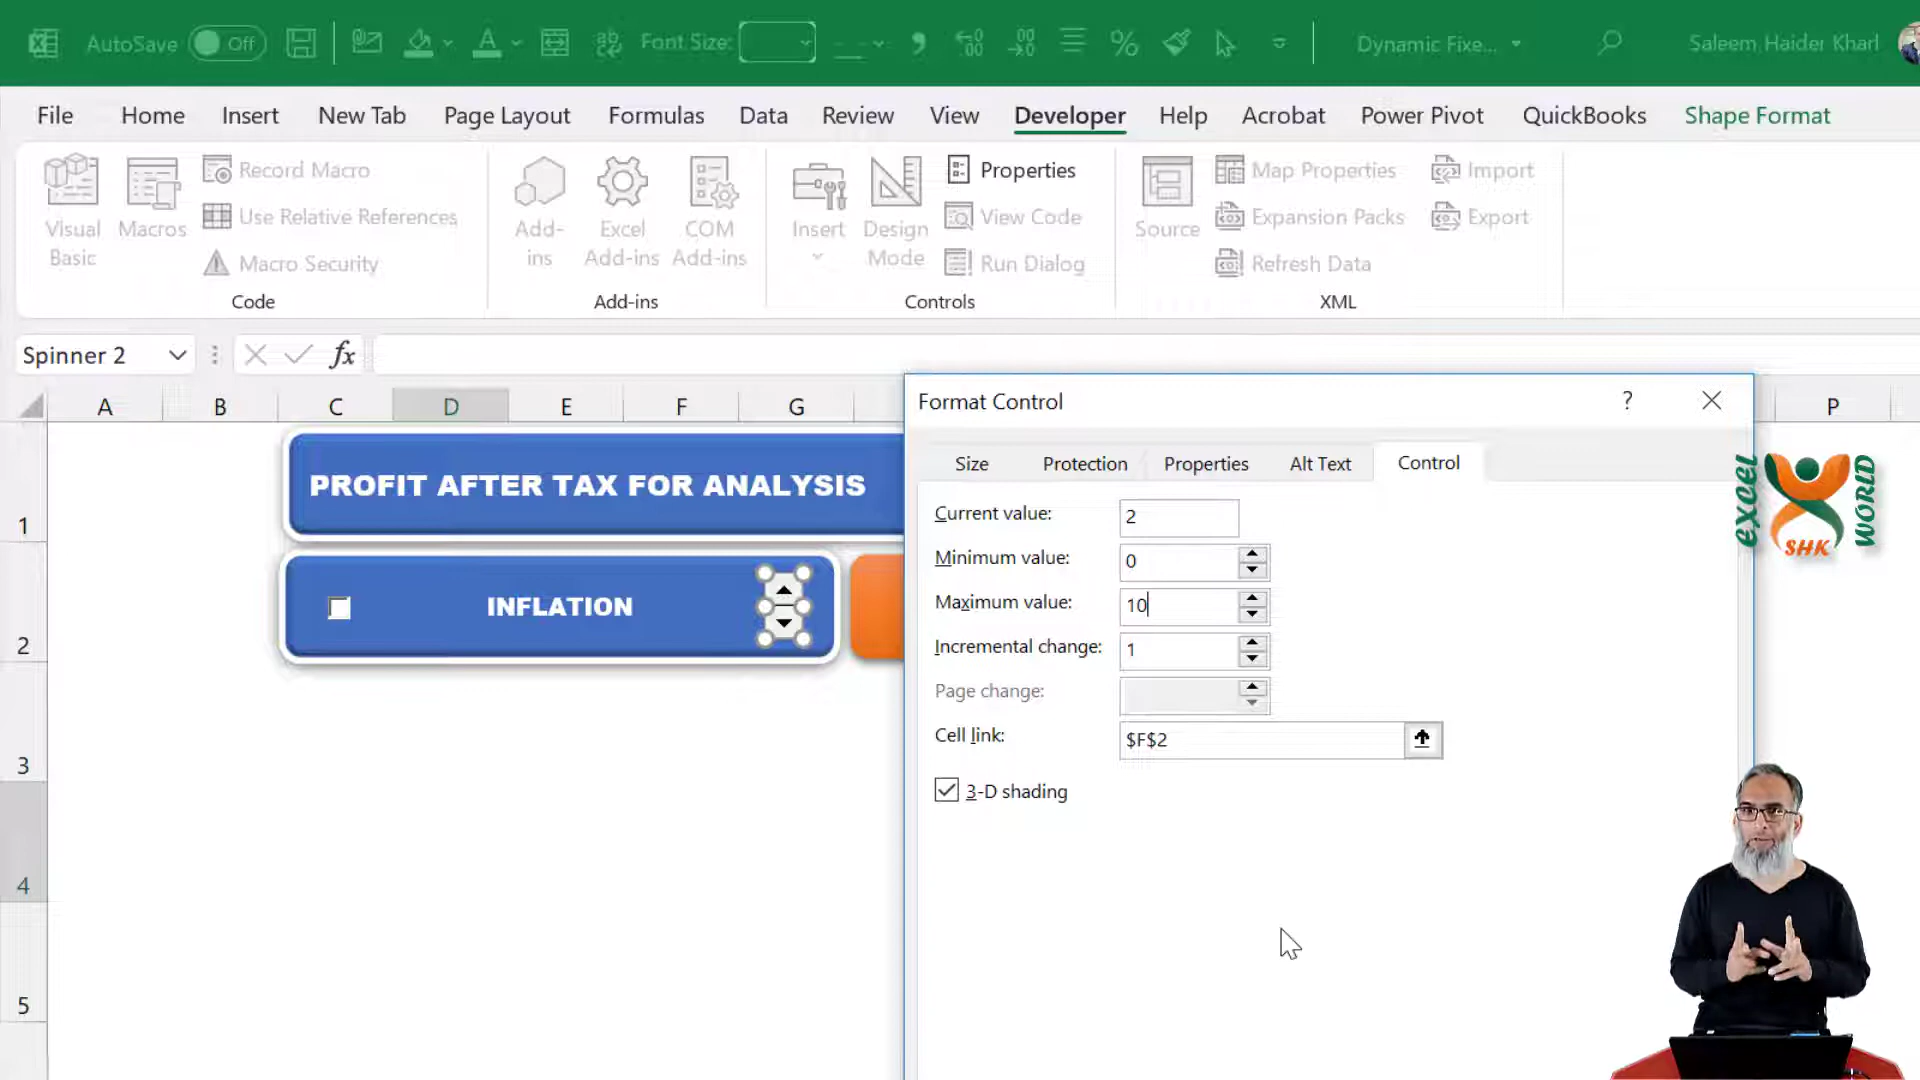 AutoSave Off Font Size: Dynamic Fixe... Saleem Haider Kharl
File Home Insert New Tab Page Layout Formulas Data Review View Developer Help Acrobat Power Pivot QuickBooks Shape Format
Visual Basic
Macros
Record Macro
Use Relative References
Macro Security
Code
Add-ins
Excel Add-ins
COM Add-ins
Add-ins
Insert
Design Mode
Properties
View Code
Run Dialog
Controls
Source
Map Properties
Expansion Packs
Refresh Data
Import
Export
XML
Spinner 2 fx
A B C D E F G P
1
2
3
4
5
PROFIT AFTER TAX FOR ANALYSIS
INFLATION
Format Control ?
Size Protection Properties Alt Text Control
Current value: 2
Minimum value: 0
Maximum value: 10
Incremental change: 1
Page change:
Cell link: $F$2
3-D shading
EXCEL
SHK
WORLD